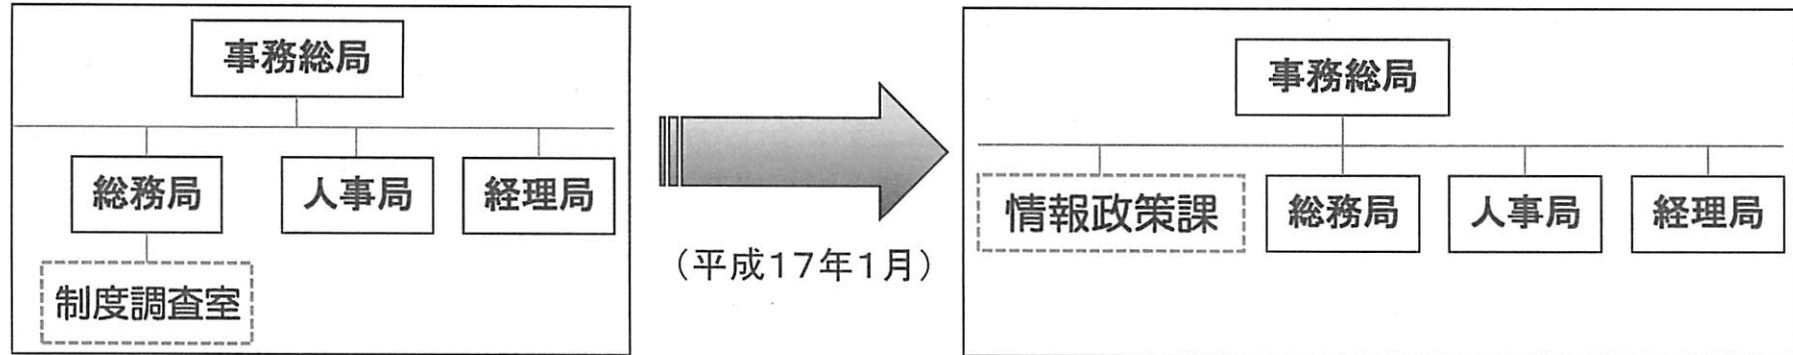 事務総局
総務局
人事局
経理局
制度調査室
(平成17年1月)
事務総局
情報政策課
総務局
人事局
経理局